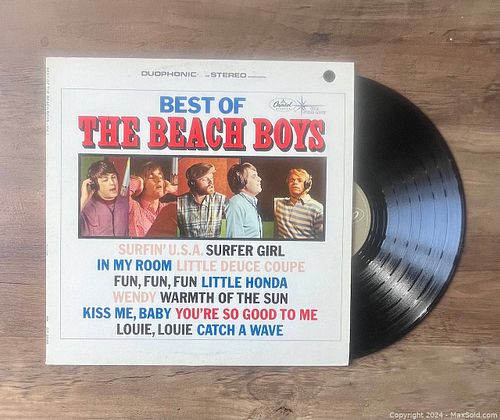 DUOPHONIC STEREO
BEST OF
Capitol
THE BEACH BOYS
SURFIN' U.S.A. SURFER GIRL
IN MY ROOM LITTLE DEUCE COUPE
FUN, FUN, FUN LITTLE HONDA
WENDY WARMTH OF THE SUN
KISS ME, BABY YOU'RE SO GOOD TO ME
LOUIE, LOUIE CATCH A WAVE
Copyright © 2024 - MaxSold.com